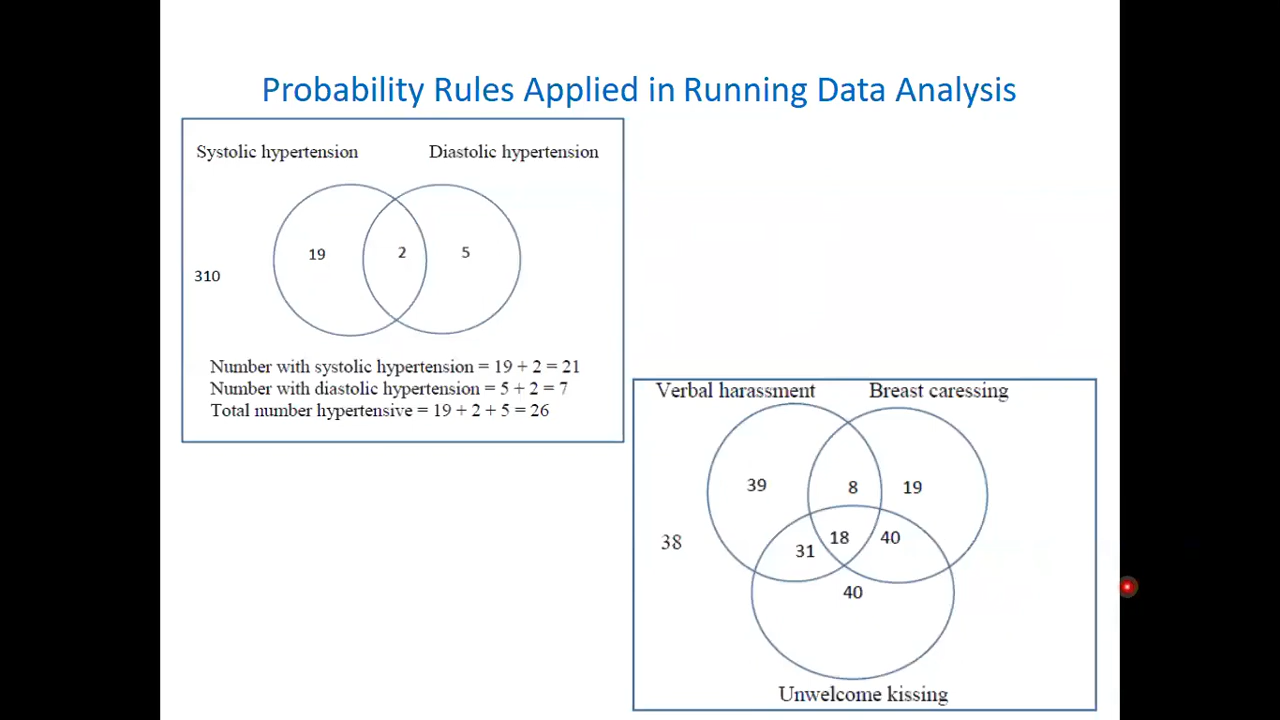 Probability Rules Applied in Running Data Analysis
Systolic hypertension Diastolic hypertension
19 2 5
310
Number with systolic hypertension = 19 + 2 = 21
Number with diastolic hypertension = 5 + 2 = 7
Total number hypertensive = 19 + 2 + 5 = 26
Verbal harassment Breast caressing
39 8 19
38 31 18 40
40
Unwelcome kissing